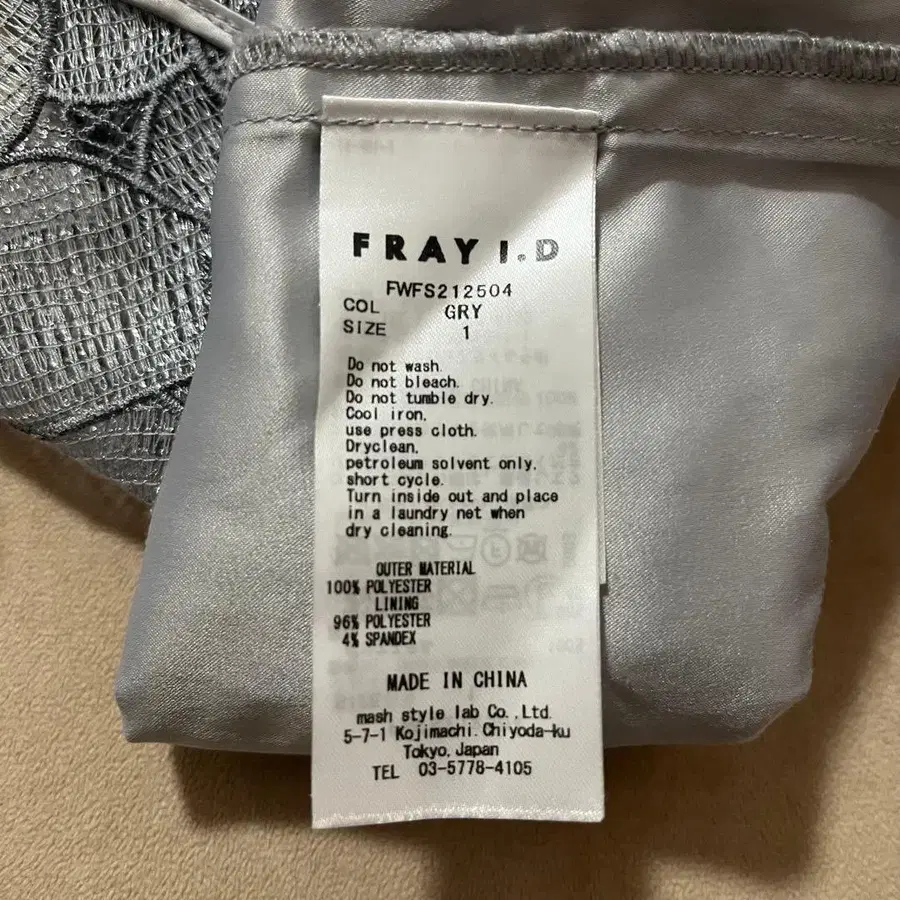 FRAY I.D
FWFS212504
COL GRY
SIZE 1
Do not wash.
Do not bleach.
Do not tumble dry.
Cool iron,
use press cloth.
Dryclean,
petroleum solvent only,
short cycle.
Turn inside out and place
in a laundry net when
dry cleaning.
OUTER MATERIAL
100% POLYESTER
LINING
96% POLYESTER
4% SPANDEX
MADE IN CHINA
mash style lab Co.,Ltd.
5-7-1 Kojimachi.Chiyoda-ku
Tokyo,Japan
TEL 03-5778-4105